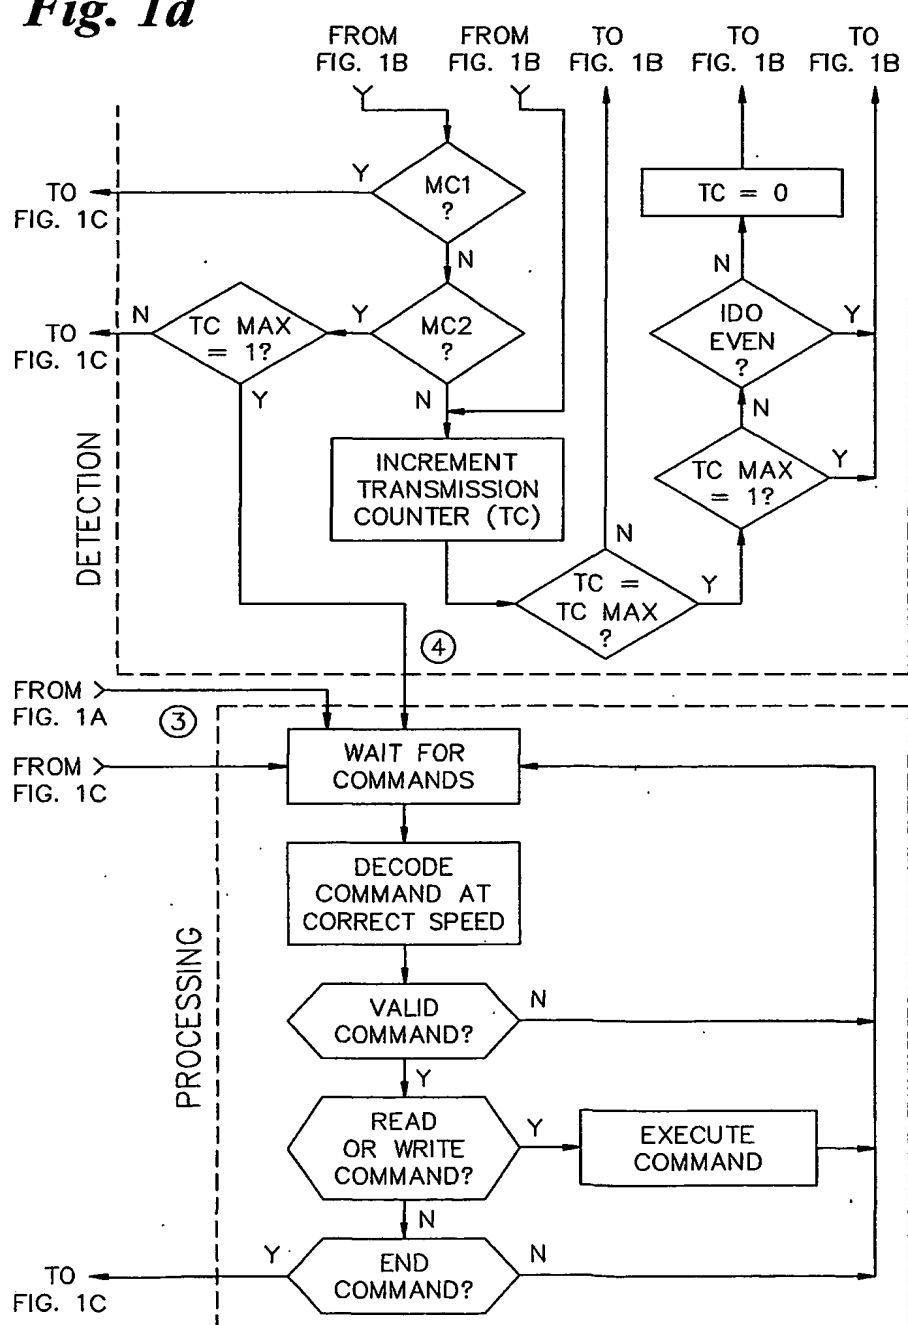 Fig. 1d
FROM
FIG. 1B
FROM
FIG. 1B
TO
FIG. 1B
TO
FIG. 1B
TO
FIG. 1B
Y
Y
MC1
?
Y
TO
FIG. 1C
N
TC = 0
N
MC2
?
Y
TC MAX
= 1?
N
TO
FIG. 1C
Y
N
IDO
EVEN
?
Y
N
INCREMENT
TRANSMISSION
COUNTER (TC)
TC MAX
= 1?
Y
DETECTION
N
TC =
TC MAX
?
Y
4
FROM
FIG. 1A
3
FROM
FIG. 1C
WAIT FOR
COMMANDS
DECODE
COMMAND AT
CORRECT SPEED
PROCESSING
VALID
COMMAND?
N
Y
READ
OR WRITE
COMMAND?
Y
EXECUTE
COMMAND
N
END
COMMAND?
Y
N
TO
FIG. 1C